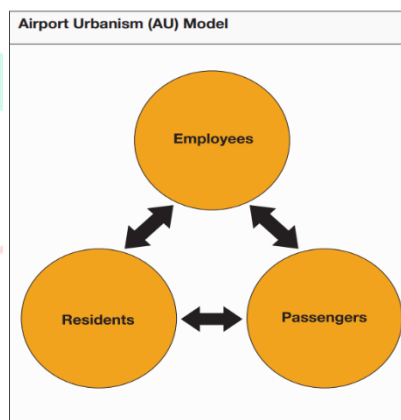 Airport Urbanism (AU) Model
Employees
Residents
Passengers